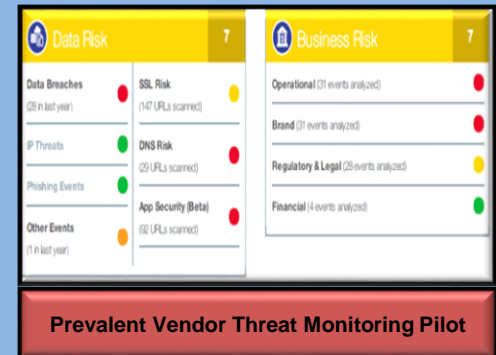 Data Risk 7
Data Breaches
(28 in last year)
IP Threats
Phishing Events
Other Events
(1 in last year)
SSL Risk
(147 URLs scanned)
DNS Risk
(29 URLs scanned)
App Security (Beta)
(92 URLs scanned)
Business Risk 7
Operational (31 events analyzed)
Brand (31 events analyzed)
Regulatory & Legal (28 events analyzed)
Financial (4 events analyzed)
Prevalent Vendor Threat Monitoring Pilot